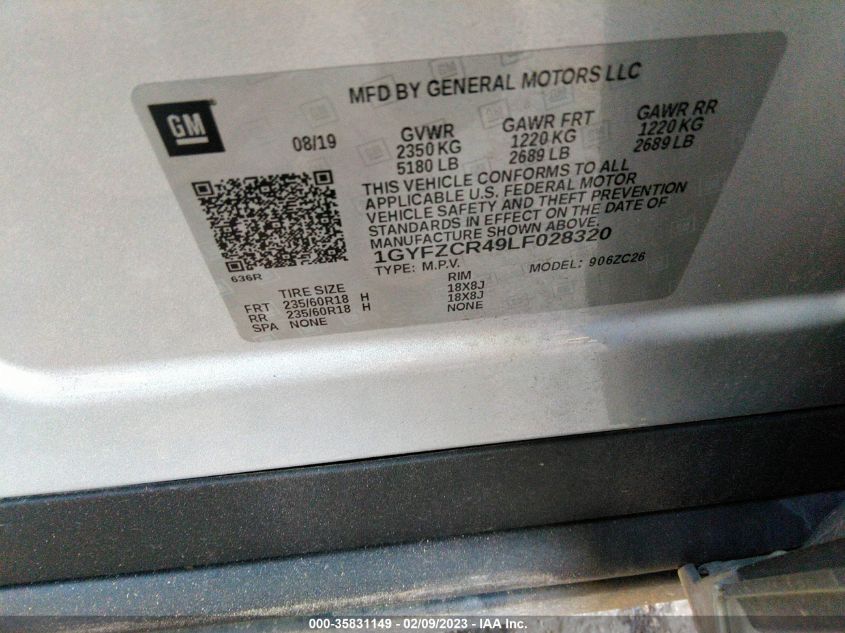 MFD BY GENERAL MOTORS LLC
GM
08/19
GVWR GAWR FRT GAWR RR
2350 KG 1220 KG 1220 KG
5180 LB 2689 LB 2689 LB
THIS VEHICLE CONFORMS TO ALL
APPLICABLE U.S. FEDERAL MOTOR
VEHICLE SAFETY AND THEFT PREVENTION
STANDARDS IN EFFECT ON THE DATE OF
MANUFACTURE SHOWN ABOVE.
1GYFZCR49LF028320
TYPE: M.P.V. MODEL: 906ZC26
636R
TIRE SIZE RIM
FRT 235/60R18 H 18X8J
RR 235/60R18 H 18X8J
SPA NONE NONE
000-35831149 - 02/09/2023 - IAA Inc.